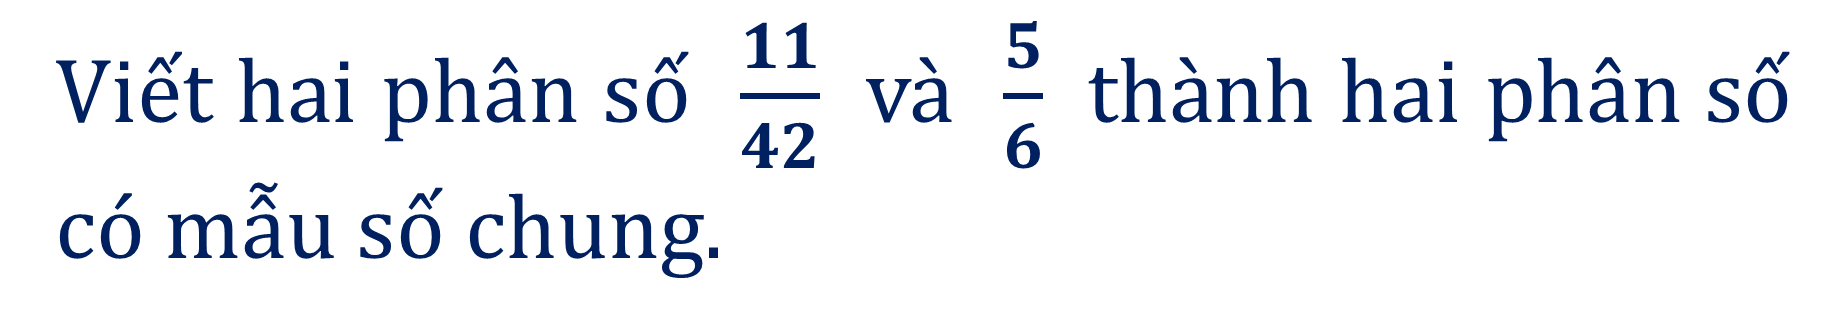 Viết hai phân số 11/42 và 5/6 thành hai phân số
có mẫu số chung.